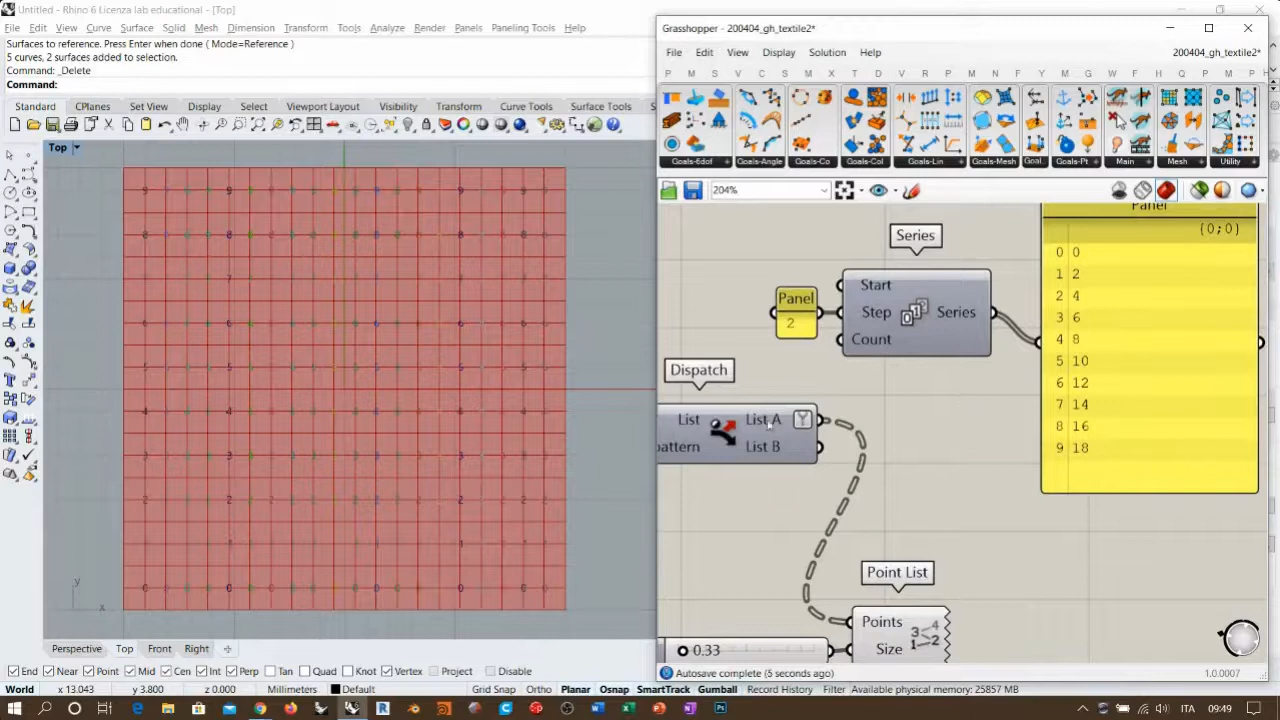 Untitled - Rhino 6 Licenza lab educational - [Top]
File Edit View Curve Surface Solid Mesh Dimension Transform Tools Analyze Render Panels Paneling Tools Help
Surfaces to reference. Press Enter when done ( Mode=Reference )
5 curves, 2 surfaces added to selection.
Command: _Delete
Command:
Standard CPlanes Set View Display Select Viewport Layout Visibility Transform Curve Tools Surface Tools
Top
y
x
Perspective Top Front Right
End Near Point Mid Cen Int Perp Tan Quad Knot Vertex Project Disable
World x 13.043 y 3.800 z 0.000 Millimeters Default Grid Snap Ortho Planar Osnap SmartTrack Gumball Record History Filter Available physical memory: 25857 MB
Grasshopper - 200404_gh_textile2*
File Edit View Display Solution Help 200404_gh_textile2*
P M S V C S M X S T D V R P M N F Y M G F H Q P M P
Goals-6dof Goals-Angle Goals-Co Goals-Col Goals-Lin Goals-Mesh Goal... Goals-Pt Main Mesh Utility
204%
Series
Start
Step Series
Count
Panel
2
Panel
{0;0}
0 0
1 2
2 4
3 6
4 8
5 10
6 12
7 14
8 16
9 18
Dispatch
List List A
pattern List B
Point List
Points
Size
0.33
Autosave complete (5 seconds ago) 1.0.0007
ITA 09:49